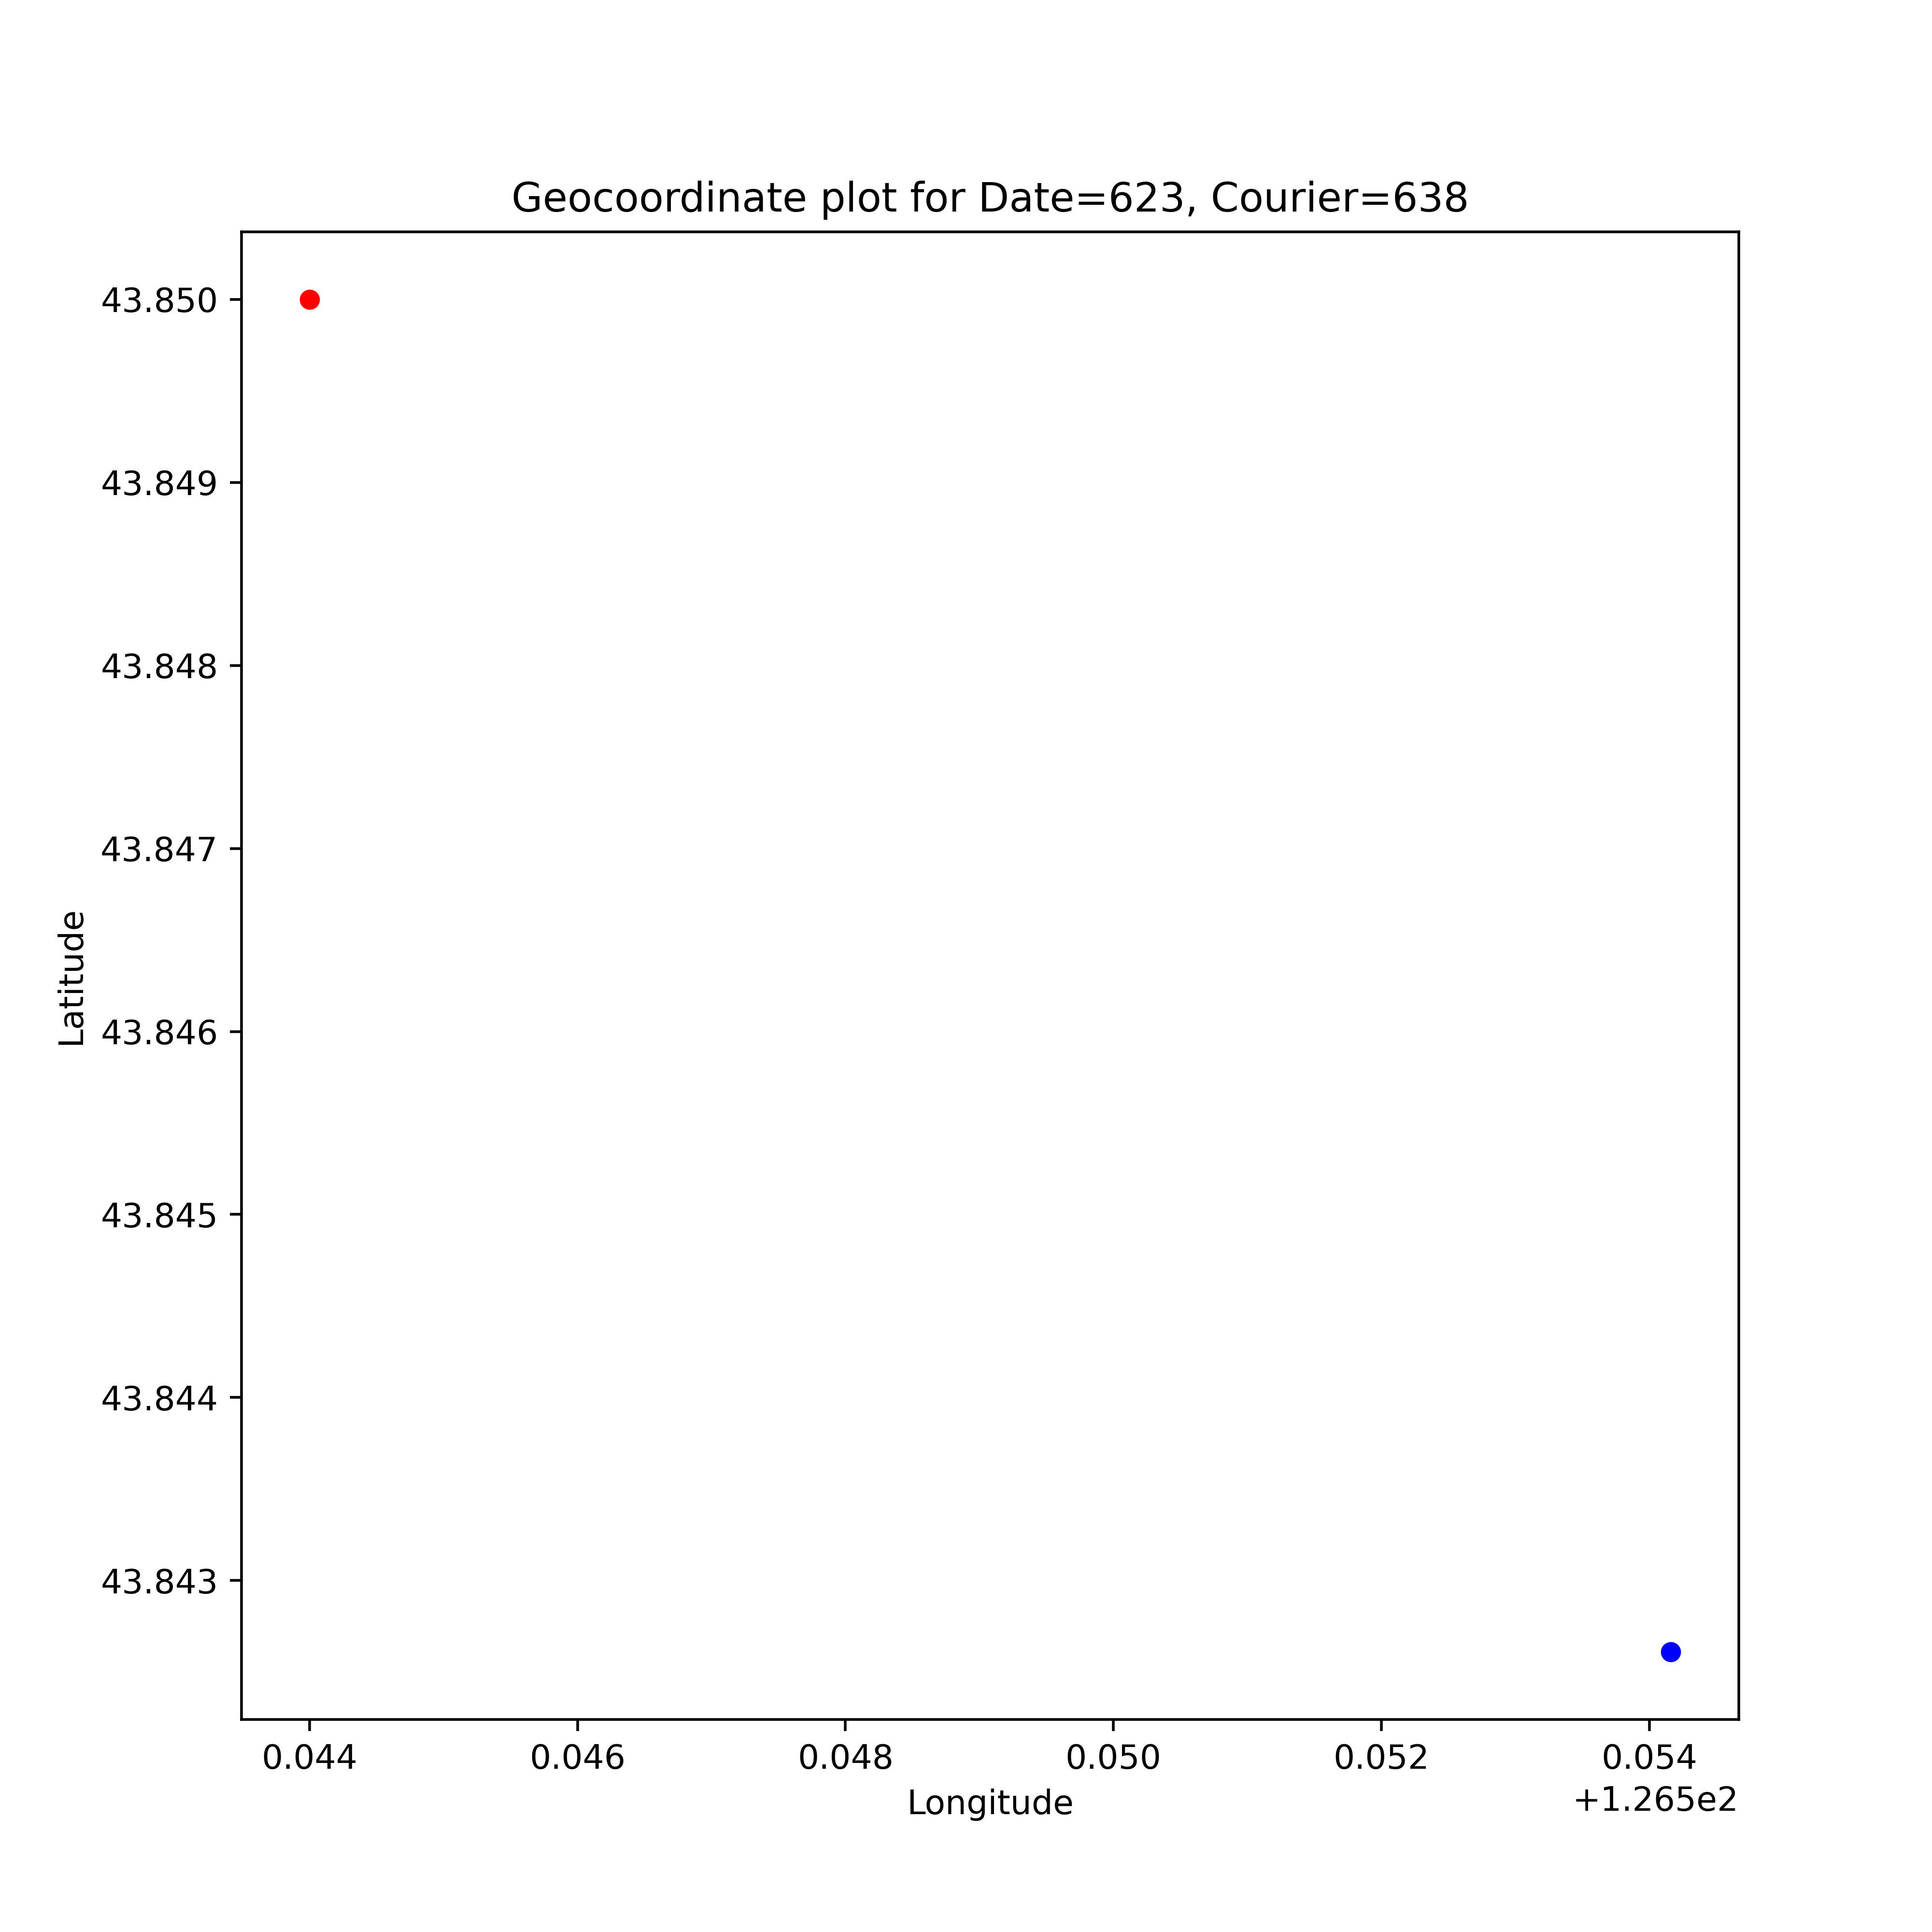 Geocoordinate plot for Date=623, Courier=638
43.850
43.849
43.848
43.847
43.846
43.845
43.844
43.843
Latitude
0.044 0.046 0.048 0.050 0.052 0.054
+1.265e2
Longitude